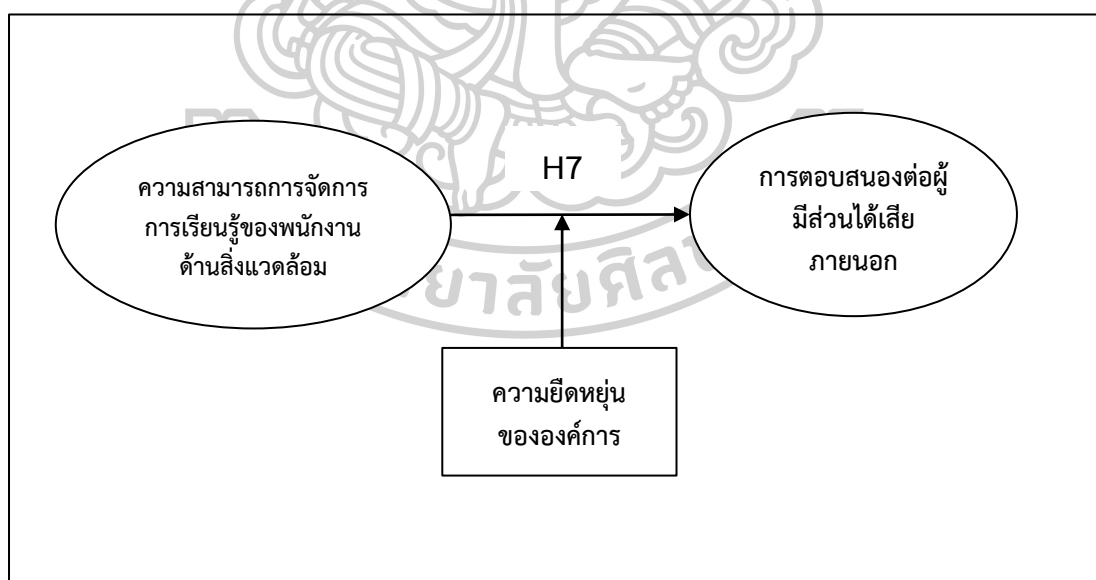 ความสามารถการจัดการ
การเรียนรู้ของพนักงาน
ด้านสิ่งแวดล้อม
H7
การตอบสนองต่อผู้
มีส่วนได้เสีย
ภายนอก
ความยืดหยุ่น
ขององค์การ